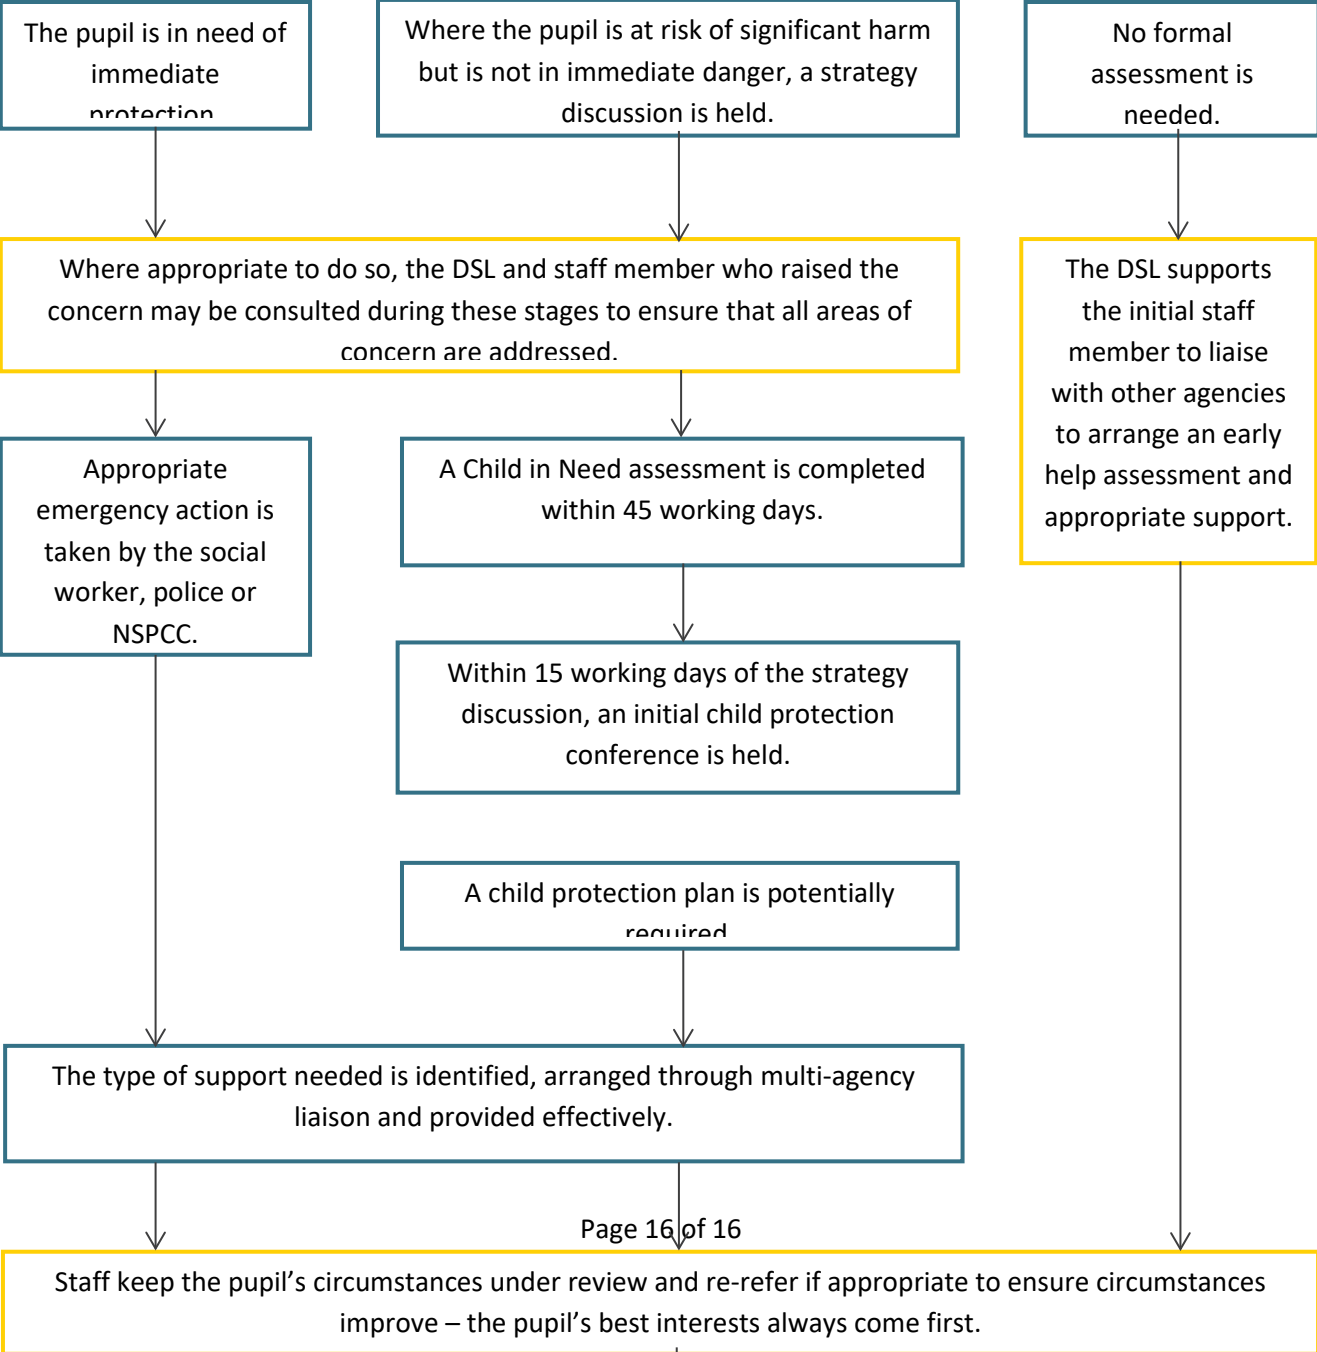 The pupil is in need of
immediate
protection
Where the pupil is at risk of significant harm
but is not in immediate danger, a strategy
discussion is held.
No formal
assessment is
needed.
Where appropriate to do so, the DSL and staff member who raised the
concern may be consulted during these stages to ensure that all areas of
concern are addressed.
The DSL supports
the initial staff
member to liaise
with other agencies
to arrange an early
help assessment and
appropriate support.
Appropriate
emergency action is
taken by the social
worker, police or
NSPCC.
A Child in Need assessment is completed
within 45 working days.
Within 15 working days of the strategy
discussion, an initial child protection
conference is held.
A child protection plan is potentially
required
The type of support needed is identified, arranged through multi-agency
liaison and provided effectively.
Page 16 of 16
Staff keep the pupil’s circumstances under review and re-refer if appropriate to ensure circumstances
improve – the pupil’s best interests always come first.